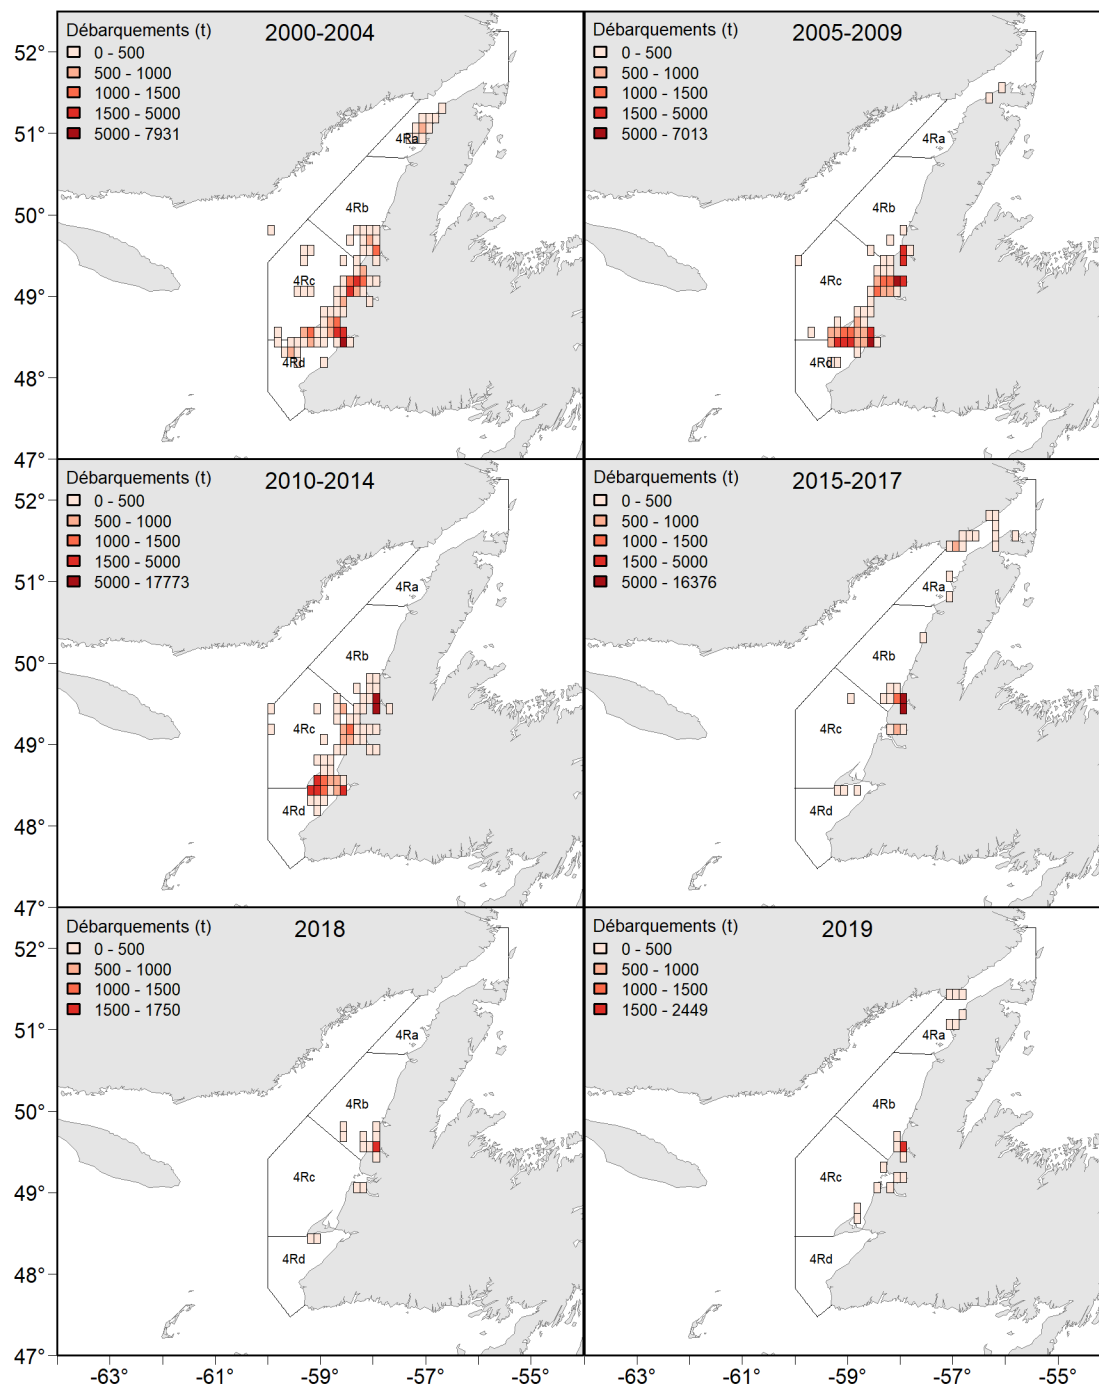 Débarquements (t)
2000-2004
0 - 500
500 - 1000
1000 - 1500
1500 - 5000
5000 - 7931
4Ra
4Rb
4Rc
4Rd
52°
51°
50°
49°
48°
47°
Débarquements (t)
2005-2009
0 - 500
500 - 1000
1000 - 1500
1500 - 5000
5000 - 7013
4Ra
4Rb
4Rc
4Rd
Débarquements (t)
2010-2014
0 - 500
500 - 1000
1000 - 1500
1500 - 5000
5000 - 17773
4Ra
4Rb
4Rc
4Rd
52°
51°
50°
49°
48°
47°
Débarquements (t)
2015-2017
0 - 500
500 - 1000
1000 - 1500
1500 - 5000
5000 - 16376
4Ra
4Rb
4Rc
4Rd
Débarquements (t)
2018
0 - 500
500 - 1000
1000 - 1500
1500 - 1750
4Ra
4Rb
4Rc
4Rd
52°
51°
50°
49°
48°
47°
Débarquements (t)
2019
0 - 500
500 - 1000
1000 - 1500
1500 - 2449
4Ra
4Rb
4Rc
4Rd
-63° -61° -59° -57° -55° -63° -61° -59° -57° -55°